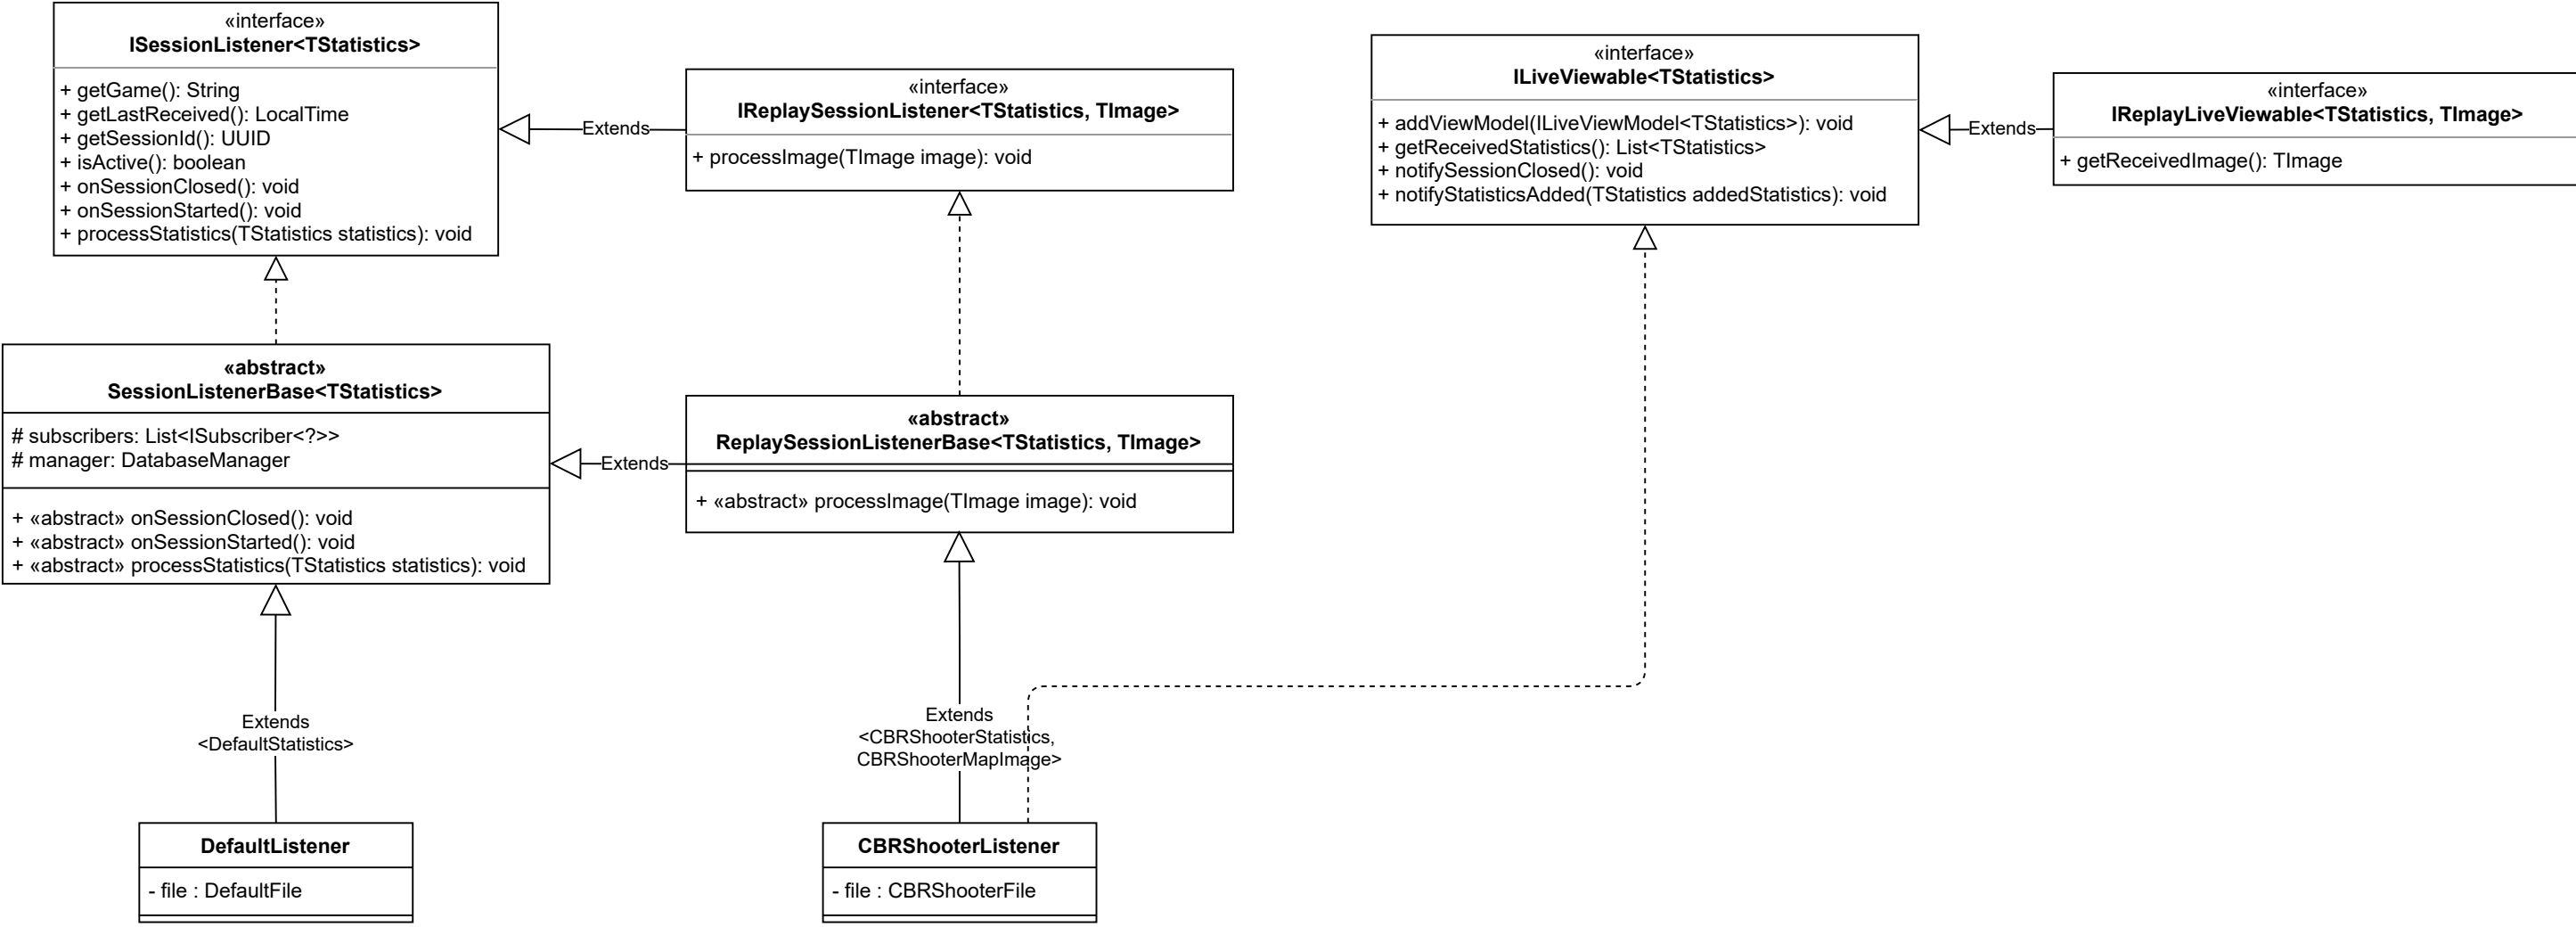 «interface»
ISessionListener<TStatistics>
+ getGame(): String
+ getLastReceived(): LocalTime
+ getSessionId(): UUID
+ isActive(): boolean
+ onSessionClosed(): void
+ onSessionStarted(): void
+ processStatistics(TStatistics statistics): void
Extends
«interface»
IReplaySessionListener<TStatistics, TImage>
+ processImage(TImage image): void
«interface»
ILiveViewable<TStatistics>
+ addViewModel(ILiveViewModel<TStatistics>): void
+ getReceivedStatistics(): List<TStatistics>
+ notifySessionClosed(): void
+ notifyStatisticsAdded(TStatistics addedStatistics): void
Extends
«interface»
IReplayLiveViewable<TStatistics, TImage>
+ getReceivedImage(): TImage
«abstract»
SessionListenerBase<TStatistics>
# subscribers: List<ISubscriber<?>>
# manager: DatabaseManager
+ «abstract» onSessionClosed(): void
+ «abstract» onSessionStarted(): void
+ «abstract» processStatistics(TStatistics statistics): void
Extends
«abstract»
ReplaySessionListenerBase<TStatistics, TImage>
+ «abstract» processImage(TImage image): void
Extends
<DefaultStatistics>
Extends
<CBRShooterStatistics,
CBRShooterMapImage>
DefaultListener
- file : DefaultFile
CBRShooterListener
- file : CBRShooterFile